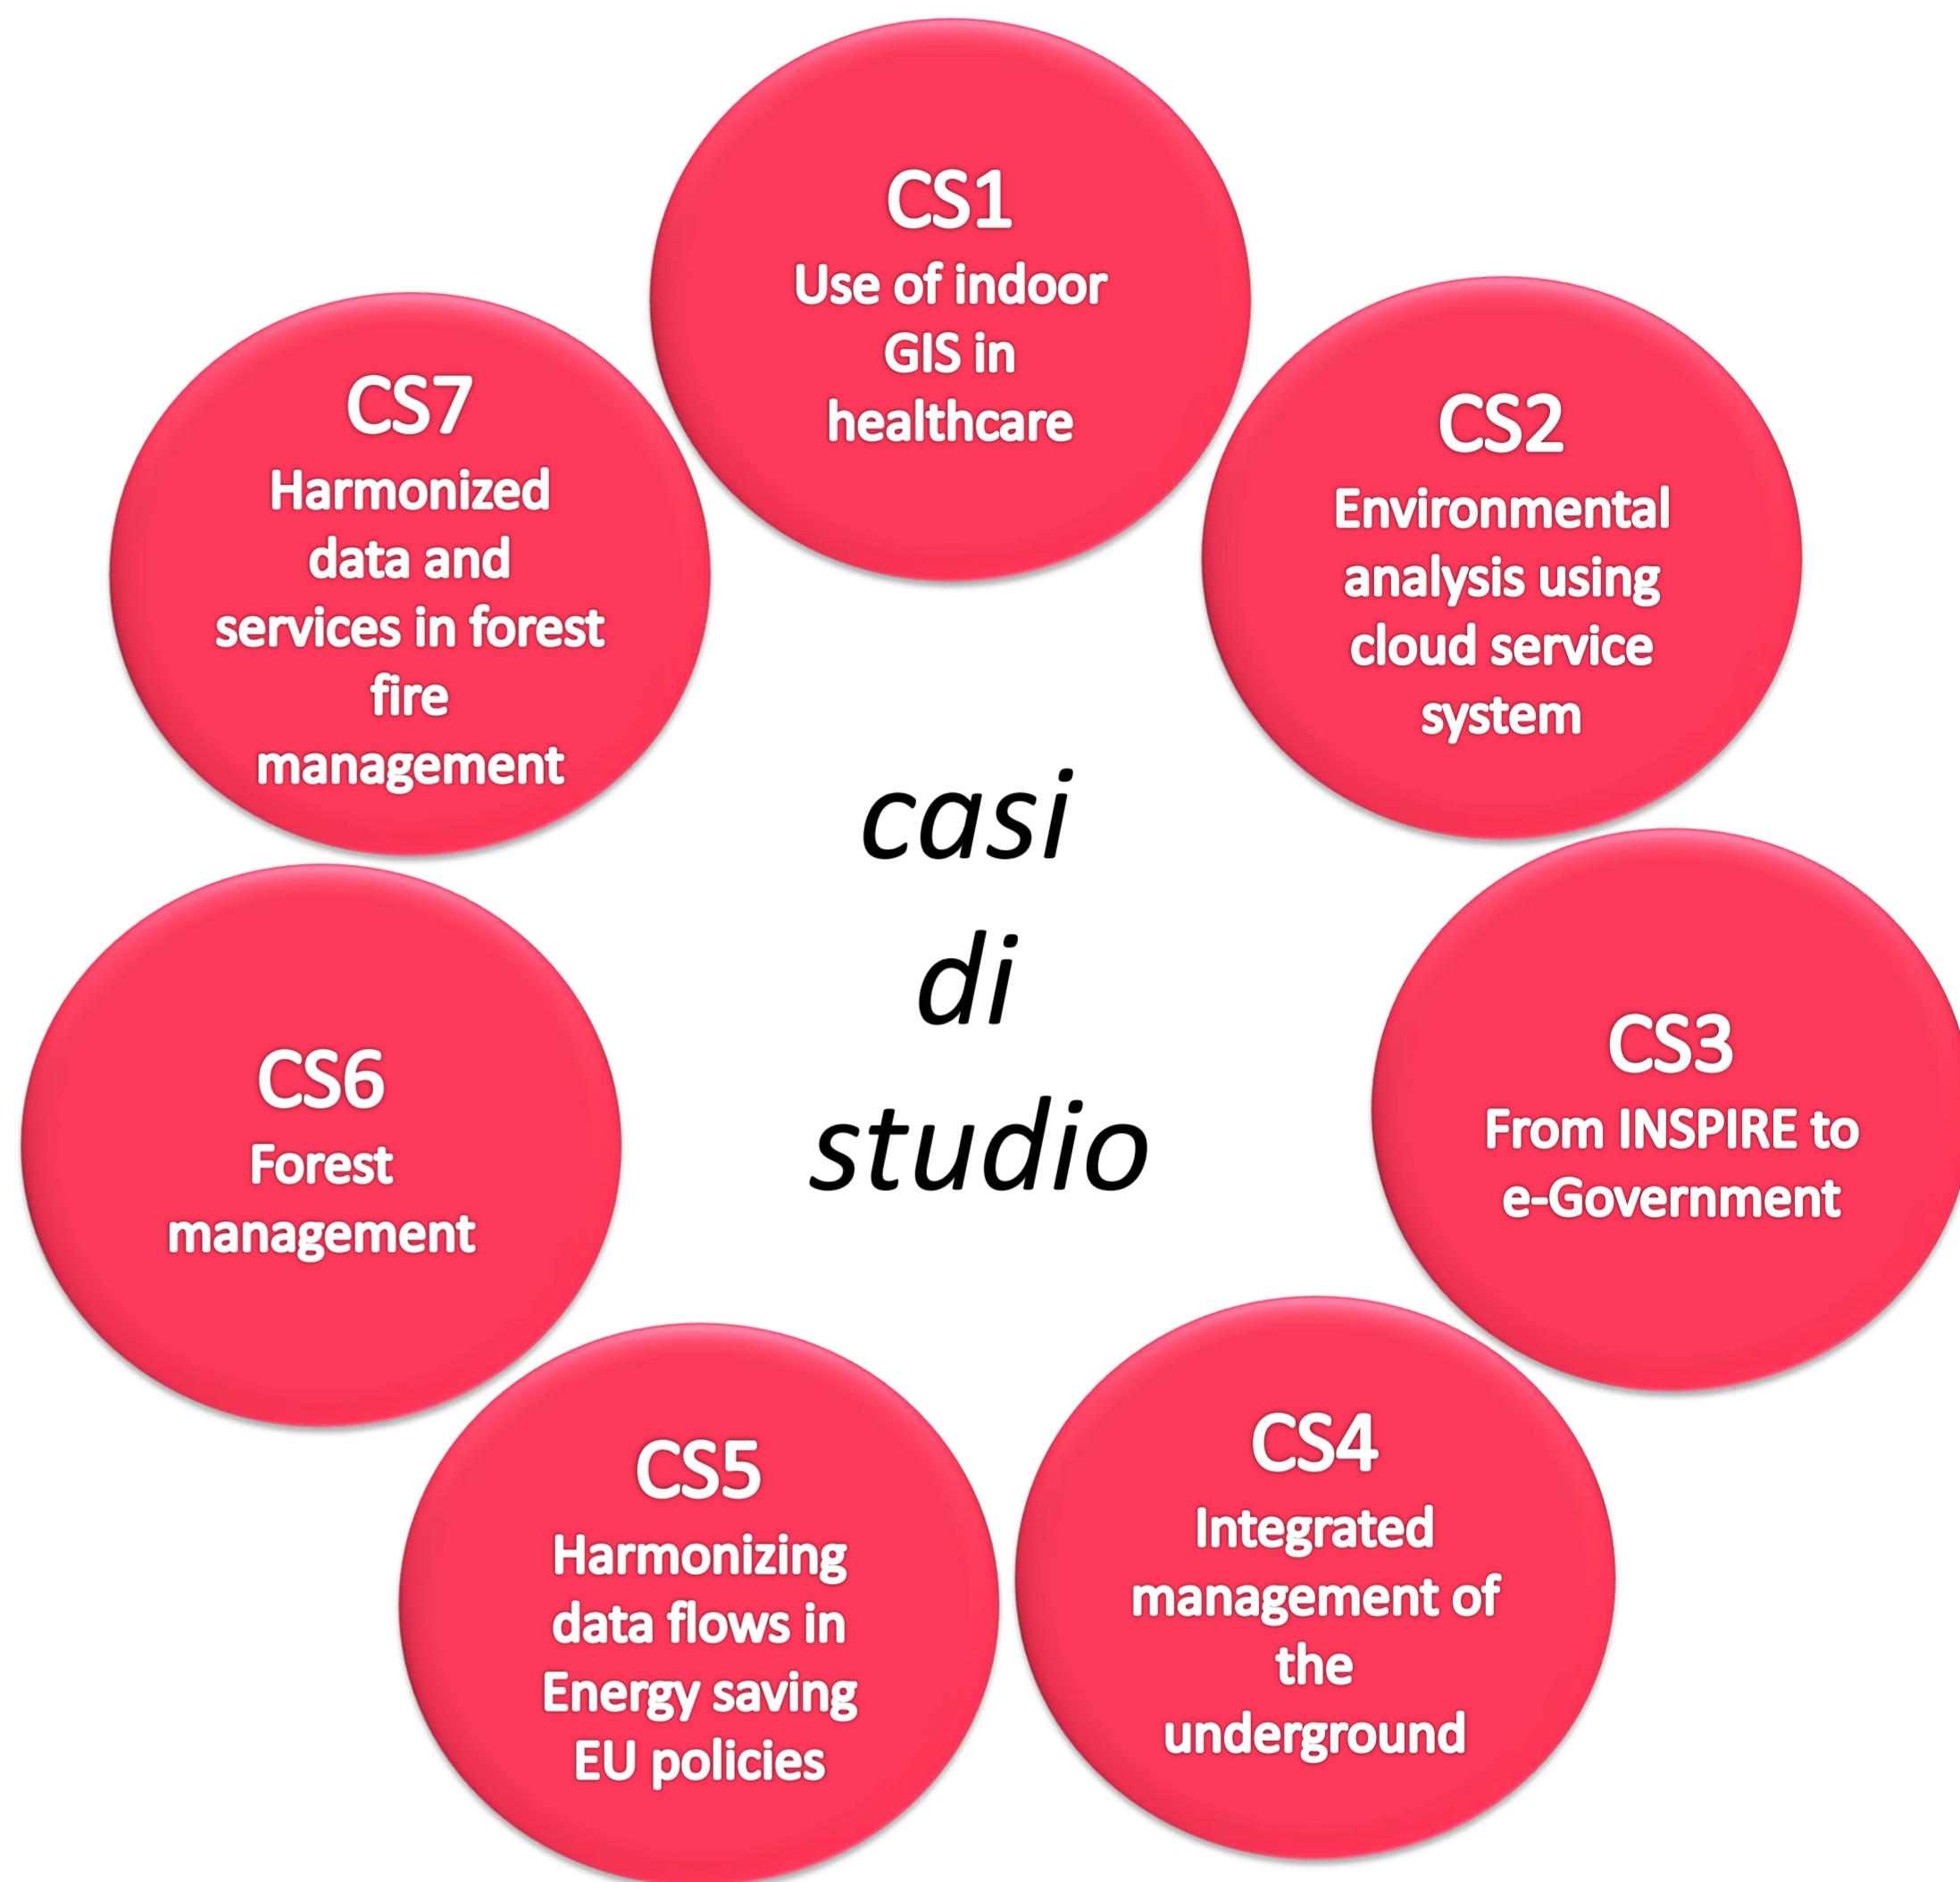 CS1
Use of indoor
GIS in
healthcare
CS2
Environmental
analysis using
cloud service
system
CS3
From INSPIRE to
e-Government
CS4
Integrated
management of
the
underground
CS5
Harmonizing
data flows in
Energy saving
EU policies
CS6
Forest
management
CS7
Harmonized
data and
services in forest
fire
management
casi
di
studio